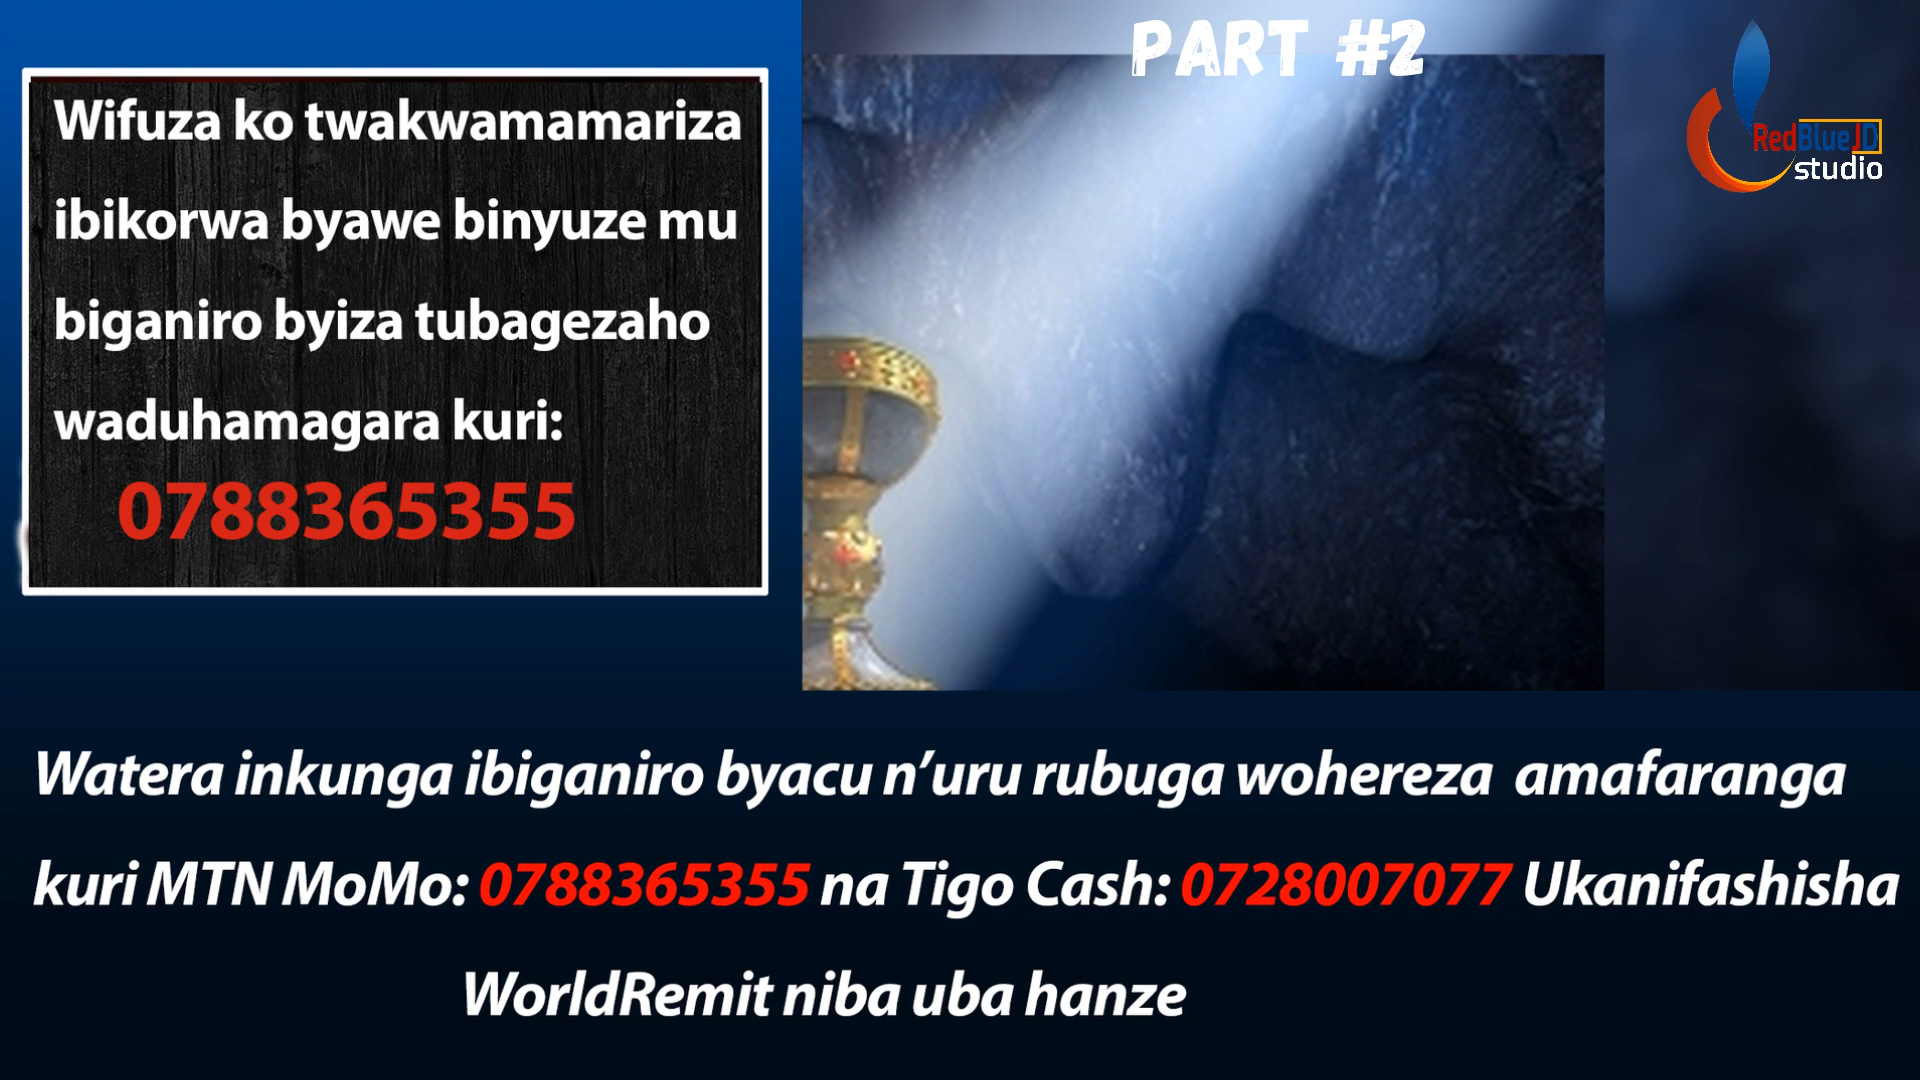 PART #2
RedBlueJD
studio
Wifuza ko twakwamamariza
ibikorwa byawe binyuze mu
biganiro byiza tubagezaho
waduhamagara kuri:
0788365355
Watera inkunga ibiganiro byacu n’uru rubuga wohereza amafaranga
kuri MTN MoMo: 0788365355 na Tigo Cash: 0728007077 Ukanifashisha
WorldRemit niba uba hanze